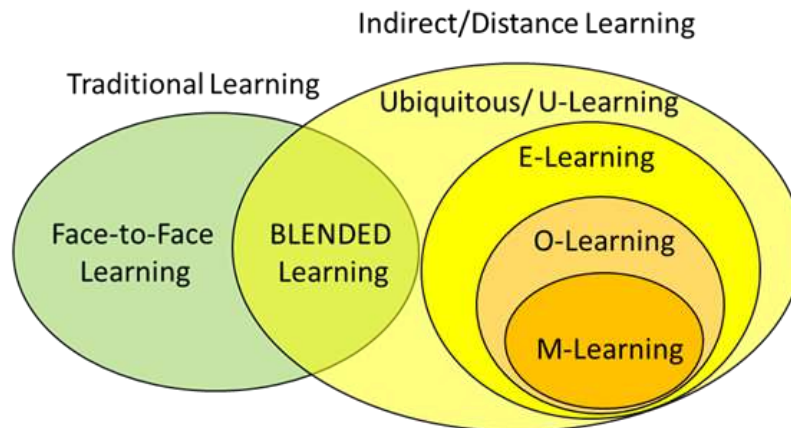 Indirect/Distance Learning
Traditional Learning
Ubiquitous/ U-Learning
E-Learning
Face-to-Face
Learning
BLENDED
Learning
O-Learning
M-Learning